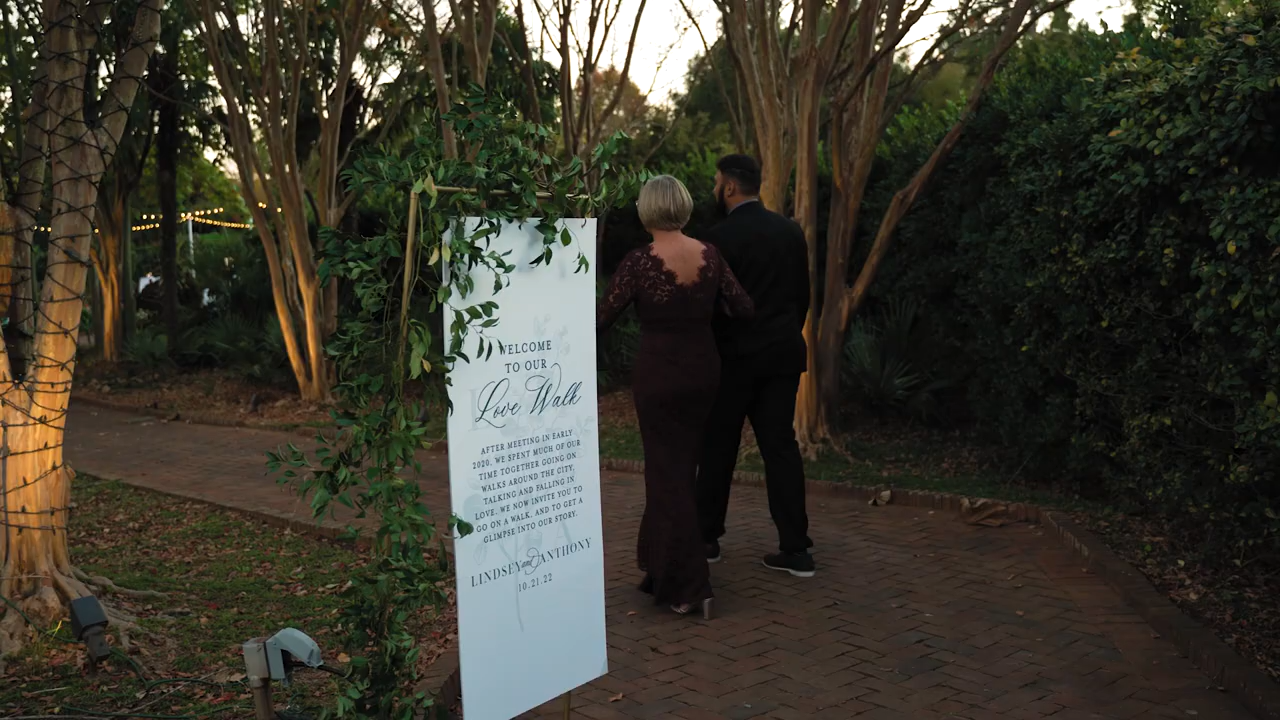 WELCOME
TO OUR
Love Walk
AFTER MEETING IN EARLY
2020, WE SPENT MUCH OF OUR
TIME TOGETHER GOING ON
WALKS AROUND THE CITY,
TALKING AND FALLING IN
LOVE. WE NOW INVITE YOU TO
GO ON A WALK, AND TO GET A
GLIMPSE INTO OUR STORY.
LINDSEY and ANTHONY
10.21.22